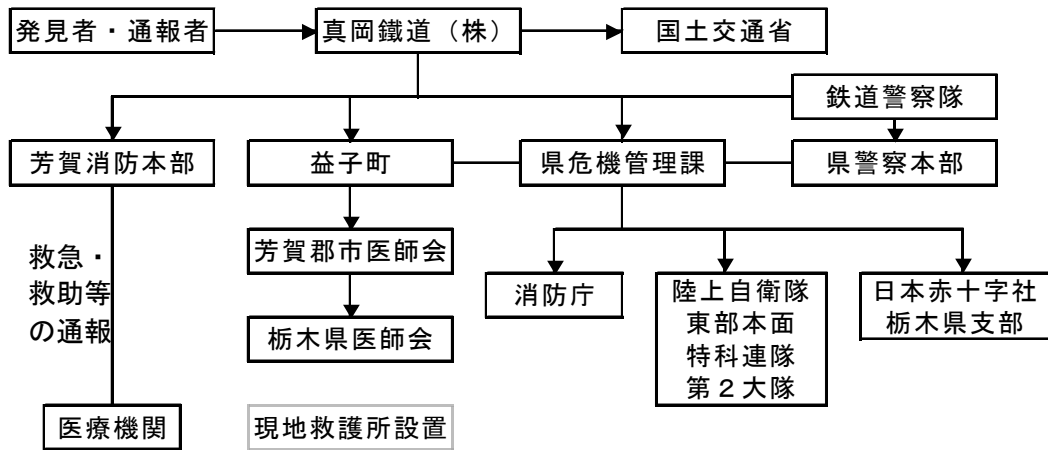 発見者・通報者
真岡鐵道（株）
国土交通省
鉄道警察隊
芳賀消防本部
益子町
県危機管理課
県警察本部
救急・
救助等
の通報
芳賀郡市医師会
栃木県医師会
消防庁
陸上自衛隊
東部本面
特科連隊
第２大隊
日本赤十字社
栃木県支部
医療機関
現地救護所設置